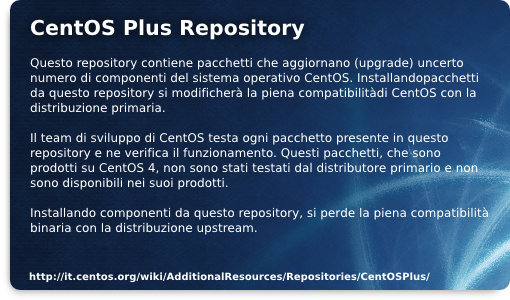 CentOS Plus Repository
Questo repository contiene pacchetti che aggiornano (upgrade) uncerto
numero di componenti del sistema operativo CentOS. Installandopacchetti
da questo repository si modificherà la piena compatibilitàdi CentOS con la
distribuzione primaria.
Il team di sviluppo di CentOS testa ogni pacchetto presente in questo
repository e ne verifica il funzionamento. Questi pacchetti, che sono
prodotti su CentOS 4, non sono stati testati dal distributore primario e non
sono disponibili nei suoi prodotti.
Installando componenti da questo repository, si perde la piena compatibilità
binaria con la distribuzione upstream.
http://it.centos.org/wiki/AdditionalResources/Repositories/CentOSPlus/